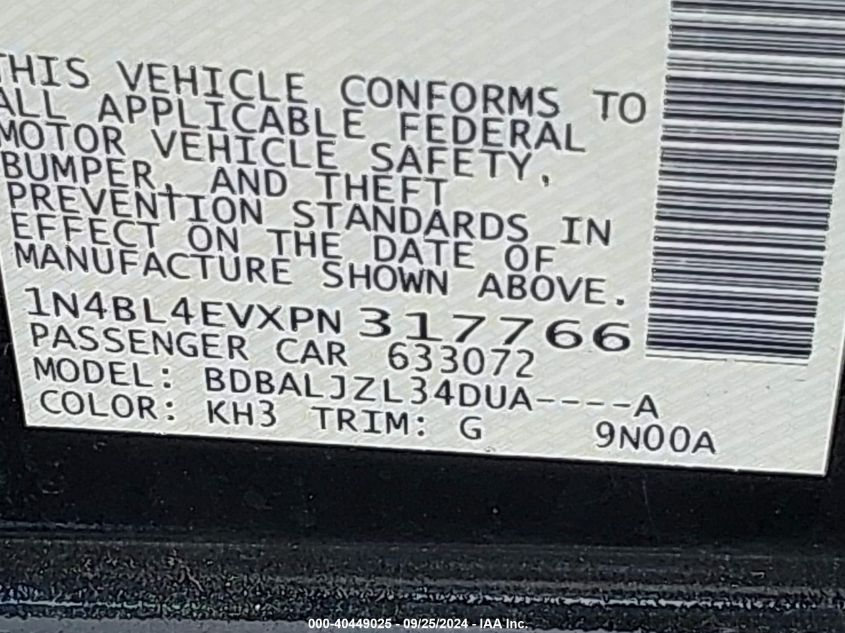 THIS VEHICLE CONFORMS TO
ALL APPLICABLE FEDERAL
MOTOR VEHICLE SAFETY,
BUMPER, AND THEFT
PREVENTION STANDARDS IN
EFFECT ON THE DATE OF
MANUFACTURE SHOWN ABOVE.
1N4BL4EVXPN317766
PASSENGER CAR 633072
MODEL: BDBALJZL34DUA----A
COLOR: KH3 TRIM: G 9N00A
000-40449025 - 09/25/2024 - IAA Inc.